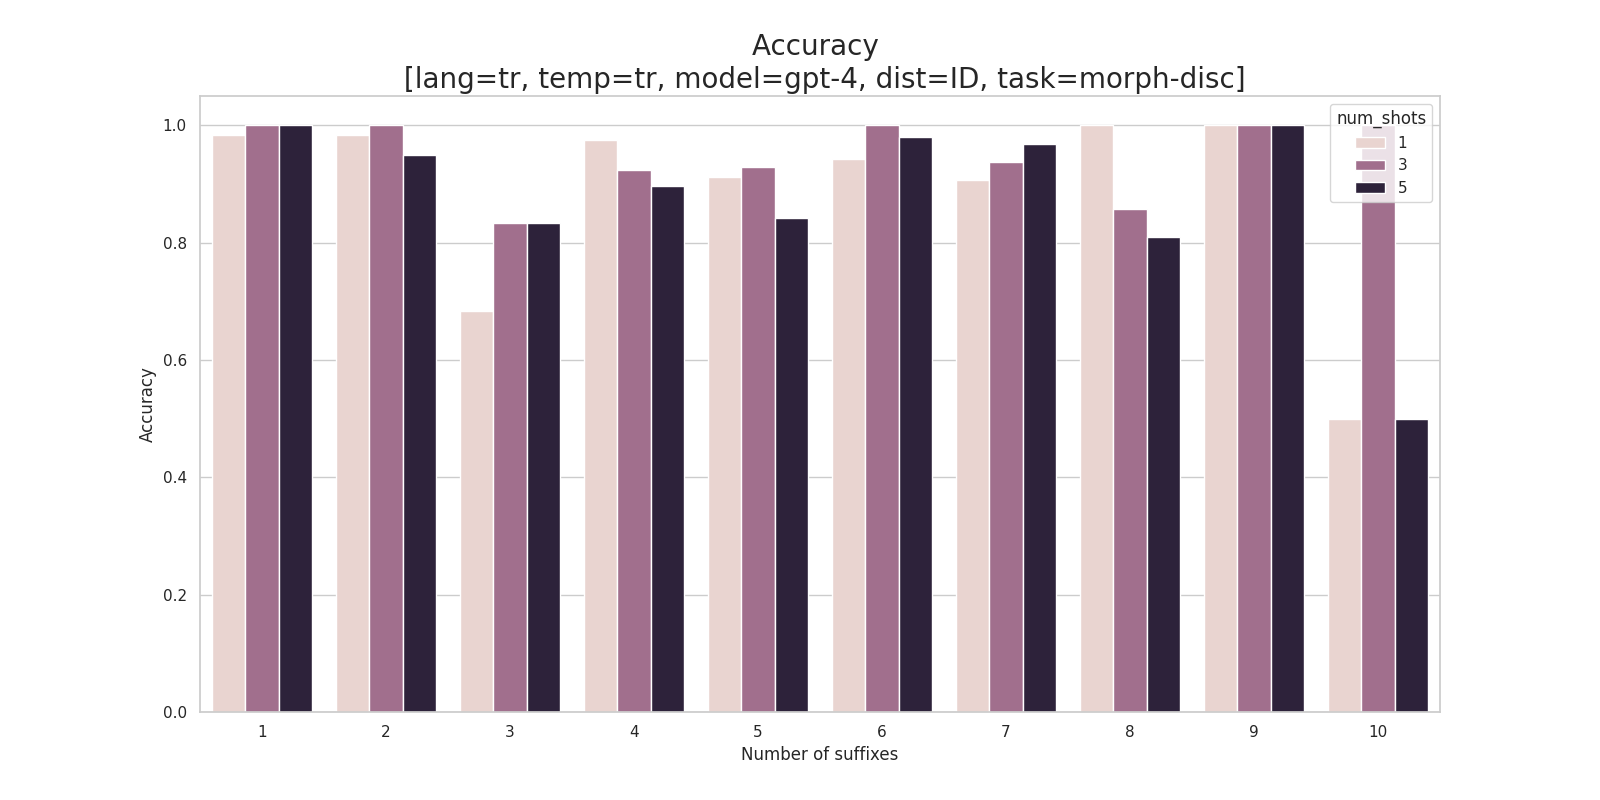 Accuracy
[lang=tr, temp=tr, model=gpt-4, dist=ID, task=morph-disc]
num_shots
1
3
5
1.0
0.8
0.6
0.4
0.2
0.0
Accuracy
1 2 3 4 5 6 7 8 9 10
Number of suffixes